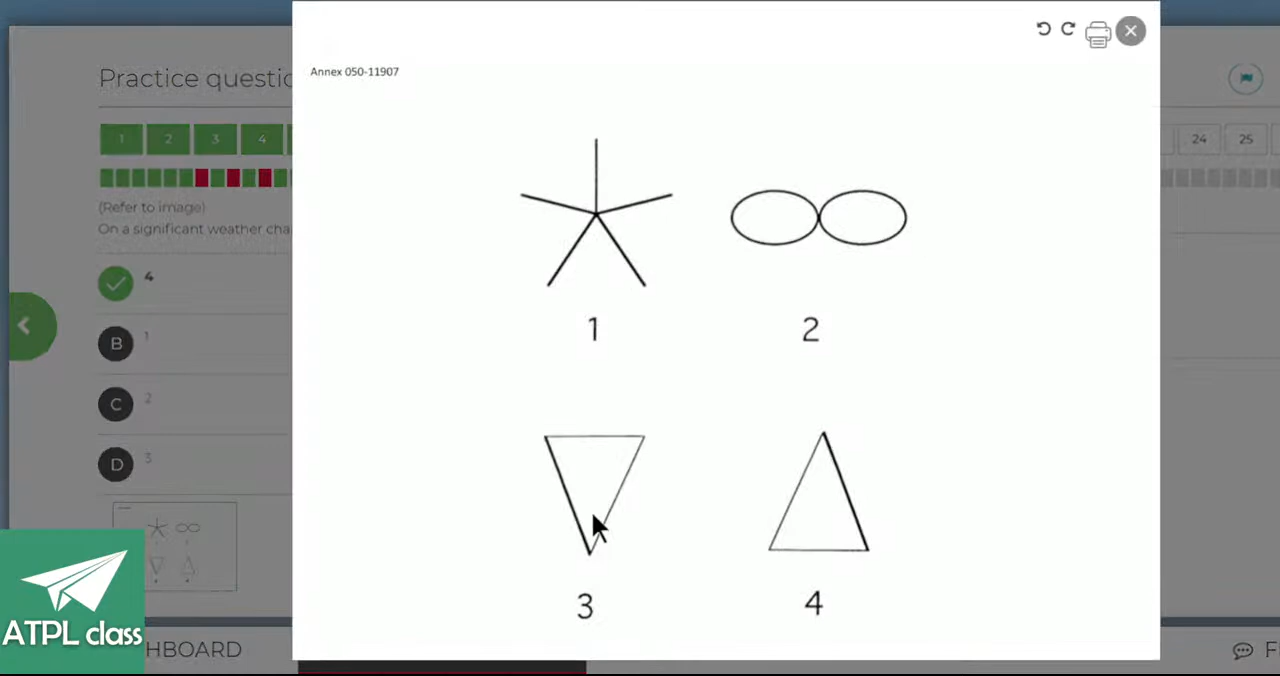 Annex 050-11907
Practice questi
1 2 3 4
24 25
(Refer to image)
On a significant weather cha
4
B 1
C 2
D 3
1 2
3 4
ATPL class
HBOARD
F